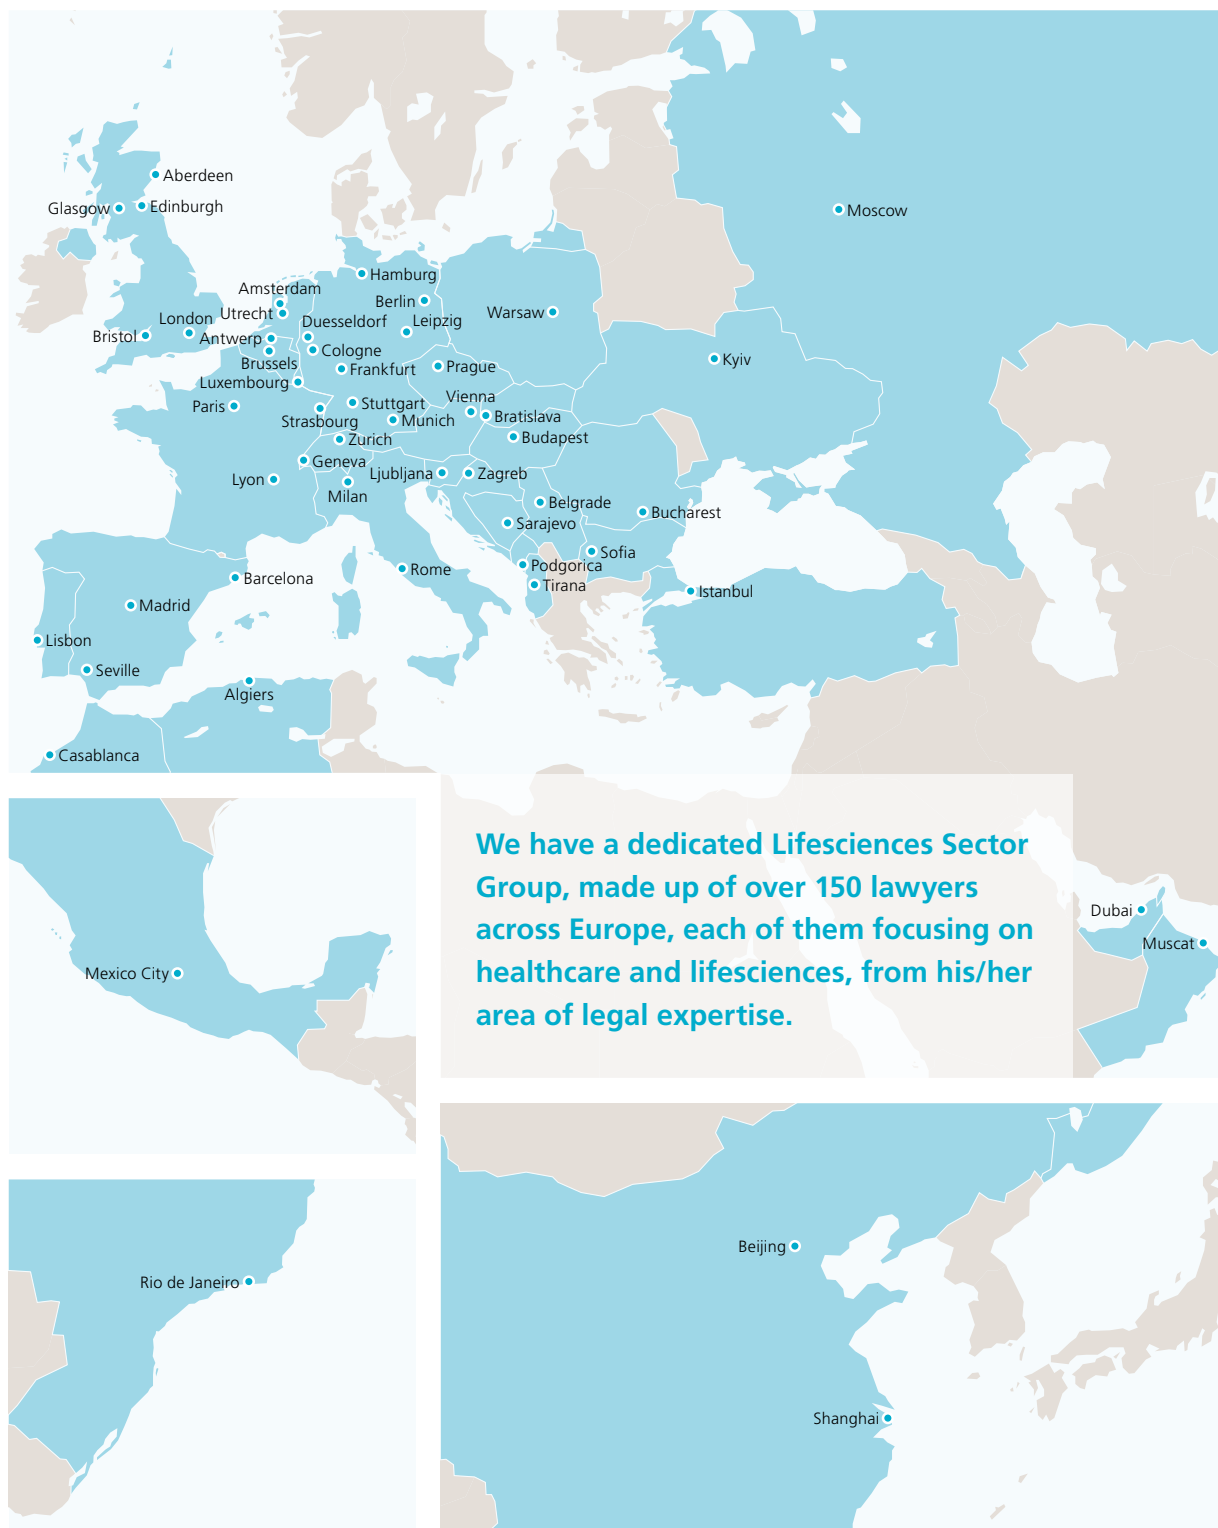 Aberdeen
Glasgow
Edinburgh
Moscow
Hamburg
Amsterdam
Berlin
Utrecht
Warsaw
London
Duesseldorf
Leipzig
Bristol
Antwerp
Cologne
Kyiv
Brussels
Frankfurt
Prague
Luxembourg
Vienna
Paris
Stuttgart
Bratislava
Strasbourg
Munich
Zurich
Budapest
Geneva
Ljubljana
Zagreb
Lyon
Milan
Belgrade
Bucharest
Sarajevo
Sofia
Podgorica
Rome
Barcelona
Tirana
Istanbul
Madrid
Lisbon
Seville
Algiers
Casablanca
We have a dedicated Lifesciences Sector
Group, made up of over 150 lawyers
across Europe, each of them focusing on
healthcare and lifesciences, from his/her
area of legal expertise.
Dubai
Muscat
Mexico City
Rio de Janeiro
Beijing
Shanghai